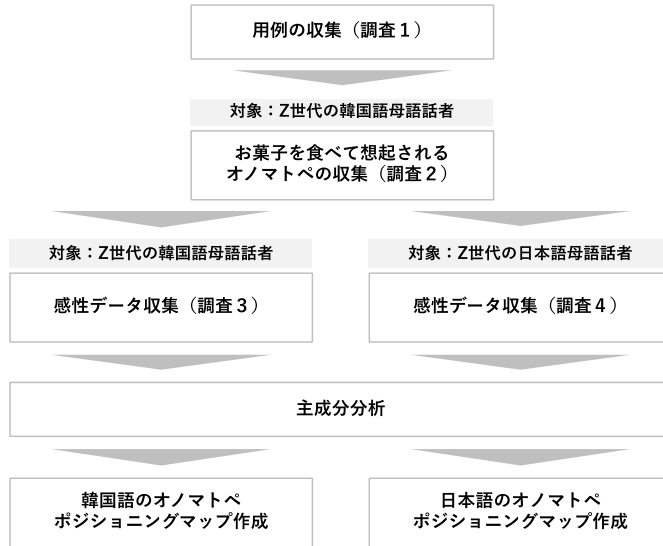 用例の収集（調査１）
対象：Z世代の韓国語母語話者
お菓子を食べて想起される
オノマトペの収集（調査２）
対象：Z世代の韓国語母語話者
対象：Z世代の日本語母語話者
感性データ収集（調査３）
感性データ収集（調査４）
主成分分析
韓国語のオノマトペ
ポジショニングマップ作成
日本語のオノマトペ
ポジショニングマップ作成